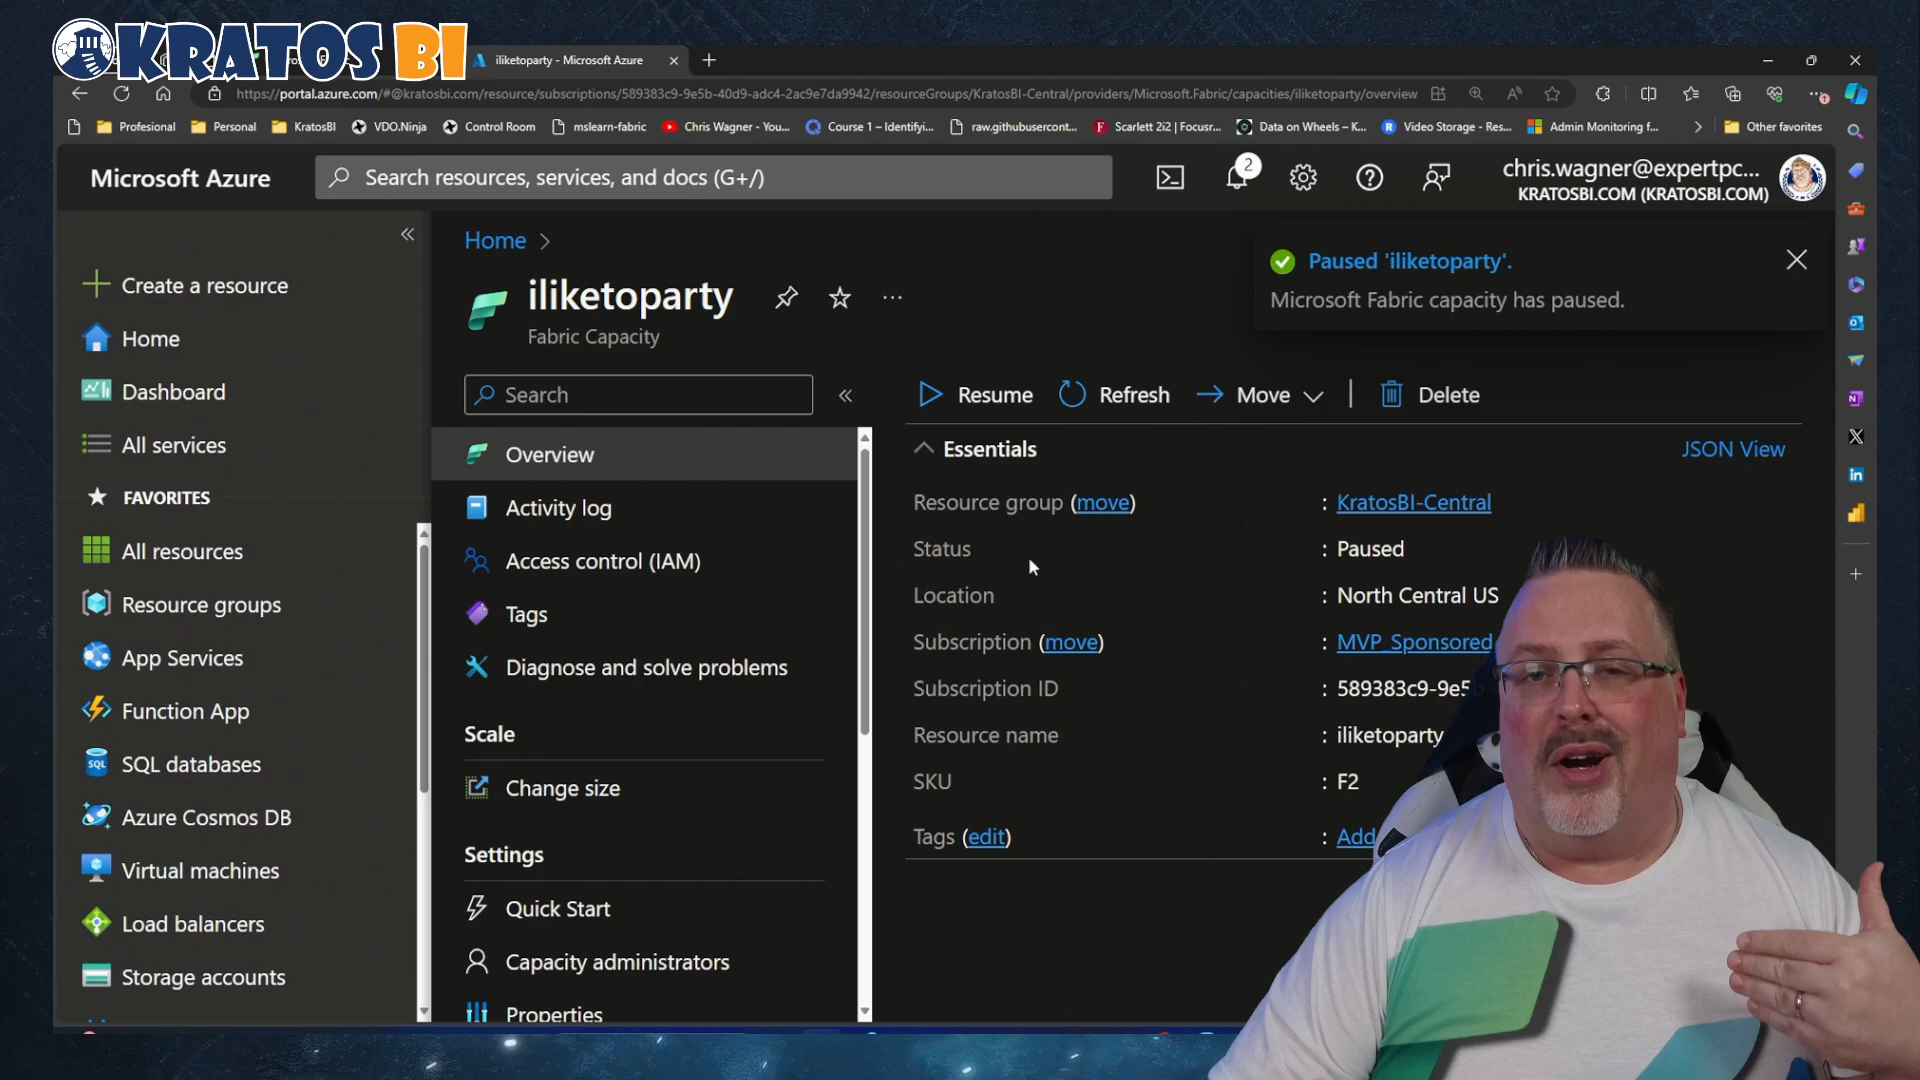 KRATOS BI
iliketoparty - Microsoft Azure
https://portal.azure.com/#@kratosbi.com/resource/subscriptions/589383c9-9e5b-40d9-adc4-2ac9e7da9942/resourceGroups/KratosBI-Central/providers/Microsoft.Fabric/capacities/iliketoparty/overview
Profesional
Personal
KratosBI
VDO.Ninja
Control Room
mslearn-fabric
Chris Wagner - You...
Course 1 – Identifyi...
raw.githubusercont...
Scarlett 2i2 | Focusr...
Data on Wheels – K...
Video Storage - Res...
Admin Monitoring f...
Other favorites
Microsoft Azure
Search resources, services, and docs (G+/)
2
chris.wagner@expertpc...
KRATOSBI.COM (KRATOSBI.COM)
Create a resource
Home
Dashboard
All services
FAVORITES
All resources
Resource groups
App Services
Function App
SQL databases
Azure Cosmos DB
Virtual machines
Load balancers
Storage accounts
Home
iliketoparty
Fabric Capacity
Search
Overview
Activity log
Access control (IAM)
Tags
Diagnose and solve problems
Scale
Change size
Settings
Quick Start
Capacity administrators
Properties
Paused 'iliketoparty'.
Microsoft Fabric capacity has paused.
Resume
Refresh
Move
Delete
Essentials
JSON View
Resource group (move) : KratosBI-Central
Status : Paused
Location : North Central US
Subscription (move) : MVP_Sponsored
Subscription ID : 589383c9-9e5
Resource name : iliketoparty
SKU : F2
Tags (edit) : Add